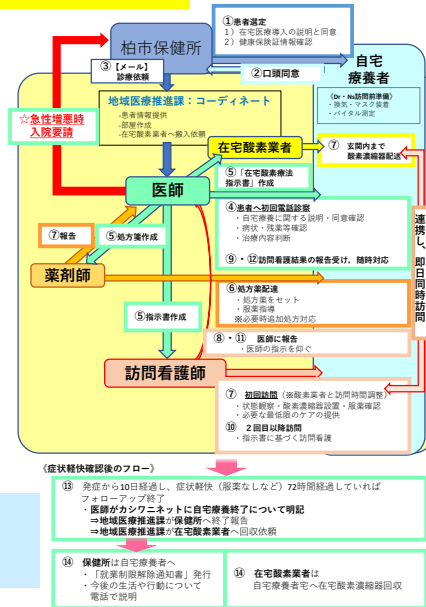 ①患者選定
1）在宅医療導入の説明と同意
2）健康保険証情報確認
柏市保健所
③【メール】
診療依頼
②口頭同意
自宅
療養者
《Dr・Ns訪問前準備》
・換気・マスク装着
・バイタル測定
地域医療推進課：コーディネート
-患者情報提供
-部屋作成
-在宅酸素業者へ搬入依頼
☆急性増悪時
入院要請
在宅酸素業者
⑦ 玄関内まで
酸素濃縮器配送
⑤「在宅酸素療法
指示書」作成
医師
④患者へ初回電話診察
・自宅療養に関する説明・同意確認
・病状・残薬等確認
・治療内容判断
⑨・⑫訪問看護結果の報告受け、随時対応
連携し、即日同時訪問
⑦報告
⑤処方箋作成
薬剤師
⑥処方薬配達
・処方薬をセット
・服薬指導
※必要時追加処方対応
⑤指示書作成
⑧・⑪ 医師に報告
・医師の指示を仰ぐ
訪問看護師
⑦ 初回訪問（※酸素業者と訪問時間調整）
・状態観察・酸素濃縮器設置・服薬確認
・必要な最低限のケアの提供
⑩ 2回目以降訪問
・指示書に基づく訪問看護
《症状軽快確認後のフロー》
⑬ 発症から10日経過し、症状軽快（服薬なしなど）72時間経過していれば
フォローアップ終了
・医師がカシワニネットに自宅療養終了について明記
⇒地域医療推進課が保健所へ終了報告
⇒地域医療推進課が在宅酸素業者へ回収依頼
⑭ 保健所は自宅療養者へ
・「就業制限解除通知書」発行
・今後の生活や行動について
電話で説明
⑭ 在宅酸素業者は
自宅療養者宅へ在宅酸素濃縮器回収